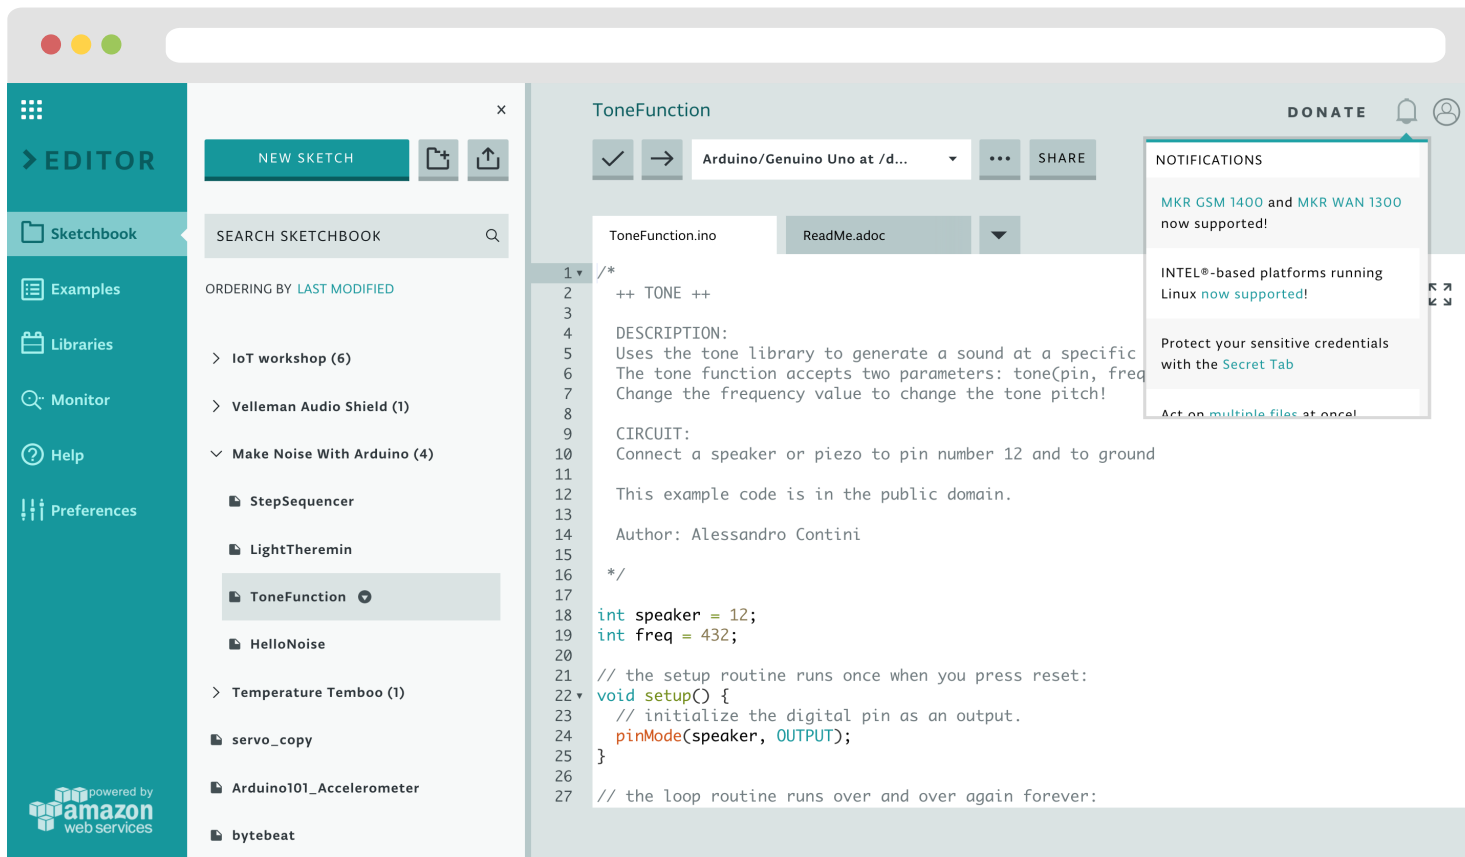 EDITOR
Sketchbook
Examples
Libraries
Monitor
Help
Preferences
powered by
amazon
web services
×
NEW SKETCH
SEARCH SKETCHBOOK
ORDERING BY LAST MODIFIED
IoT workshop (6)
Velleman Audio Shield (1)
Make Noise With Arduino (4)
StepSequencer
LightTheremin
ToneFunction
HelloNoise
Temperature Temboo (1)
servo_copy
Arduino101_Accelerometer
bytebeat
ToneFunction
DONATE
Arduino/Genuino Uno at /d...
SHARE
ToneFunction.ino
ReadMe.adoc
1 /*
2 ++ TONE ++
3
4 DESCRIPTION:
5 Uses the tone library to generate a sound at a specific
6 The tone function accepts two parameters: tone(pin, freq
7 Change the frequency value to change the tone pitch!
8
9 CIRCUIT:
10 Connect a speaker or piezo to pin number 12 and to ground
11
12 This example code is in the public domain.
13
14 Author: Alessandro Contini
15
16 */
17
18 int speaker = 12;
19 int freq = 432;
20
21 // the setup routine runs once when you press reset:
22 void setup() {
23 // initialize the digital pin as an output.
24 pinMode(speaker, OUTPUT);
25 }
26
27 // the loop routine runs over and over again forever:
NOTIFICATIONS
MKR GSM 1400 and MKR WAN 1300
now supported!
INTEL®-based platforms running
Linux now supported!
Protect your sensitive credentials
with the Secret Tab
Act on multiple files at once!